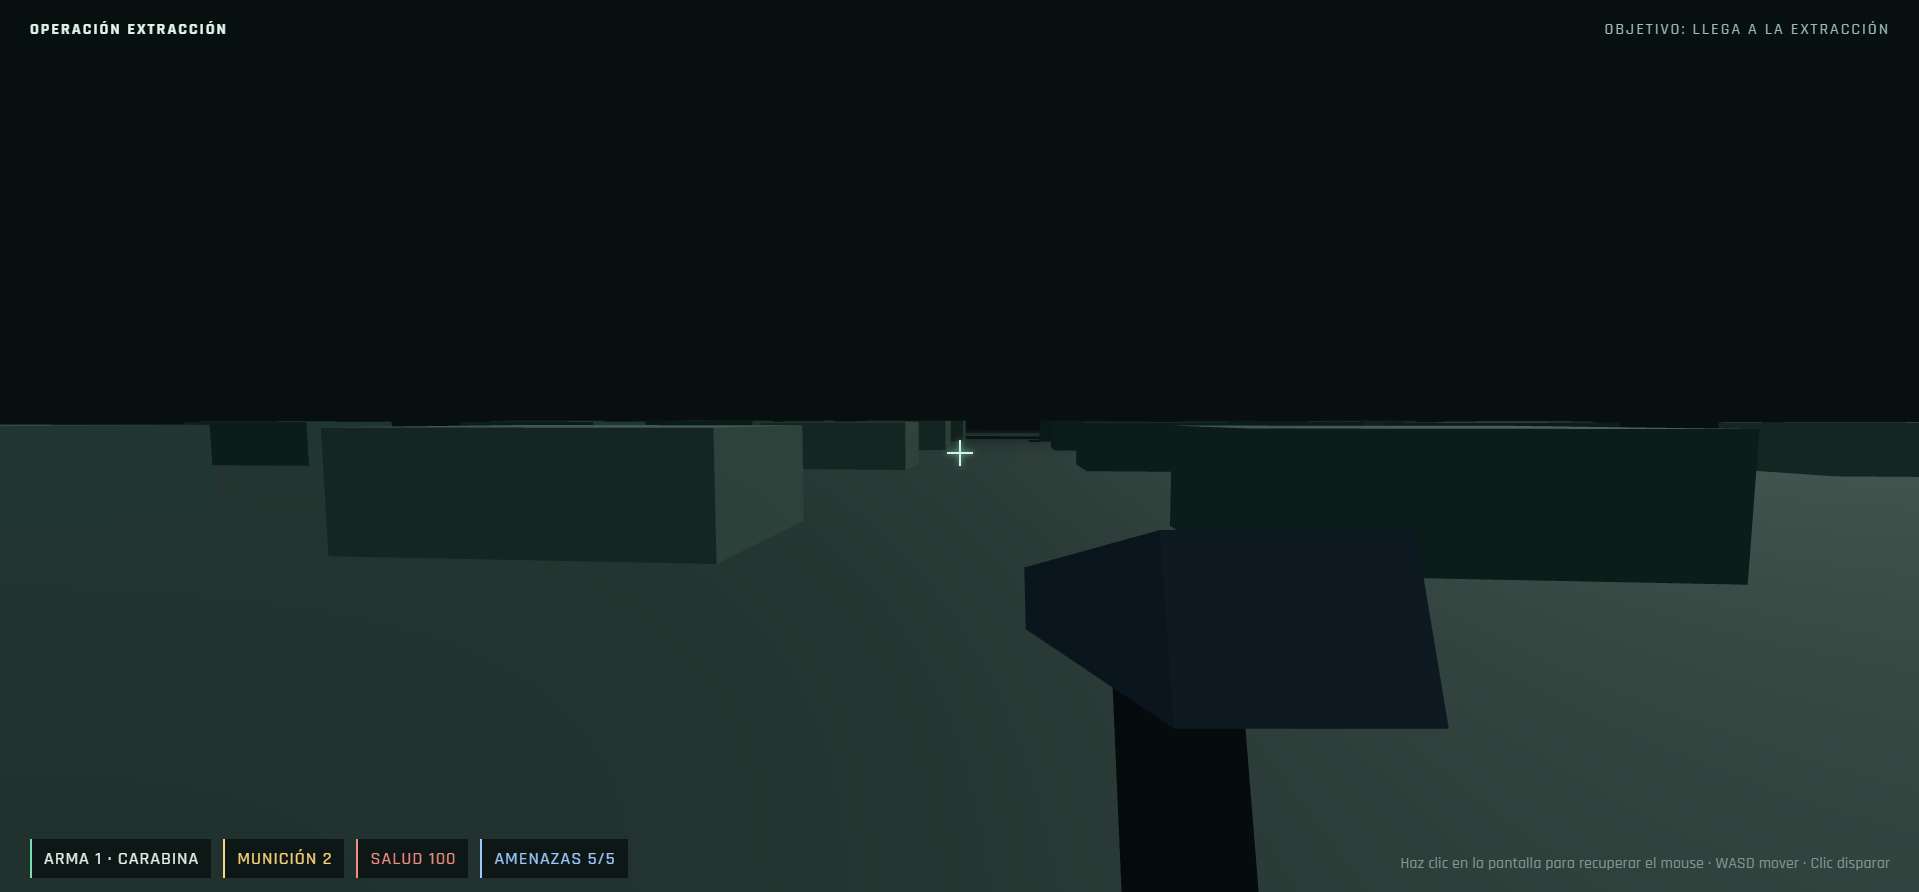 OPERACIÓN EXTRACCIÓN
OBJETIVO: LLEGA A LA EXTRACCIÓN
ARMA 1 · CARABINA
MUNICIÓN 2
SALUD 100
AMENAZAS 5/5
Haz clic en la pantalla para recuperar el mouse · WASD mover · Clic disparar